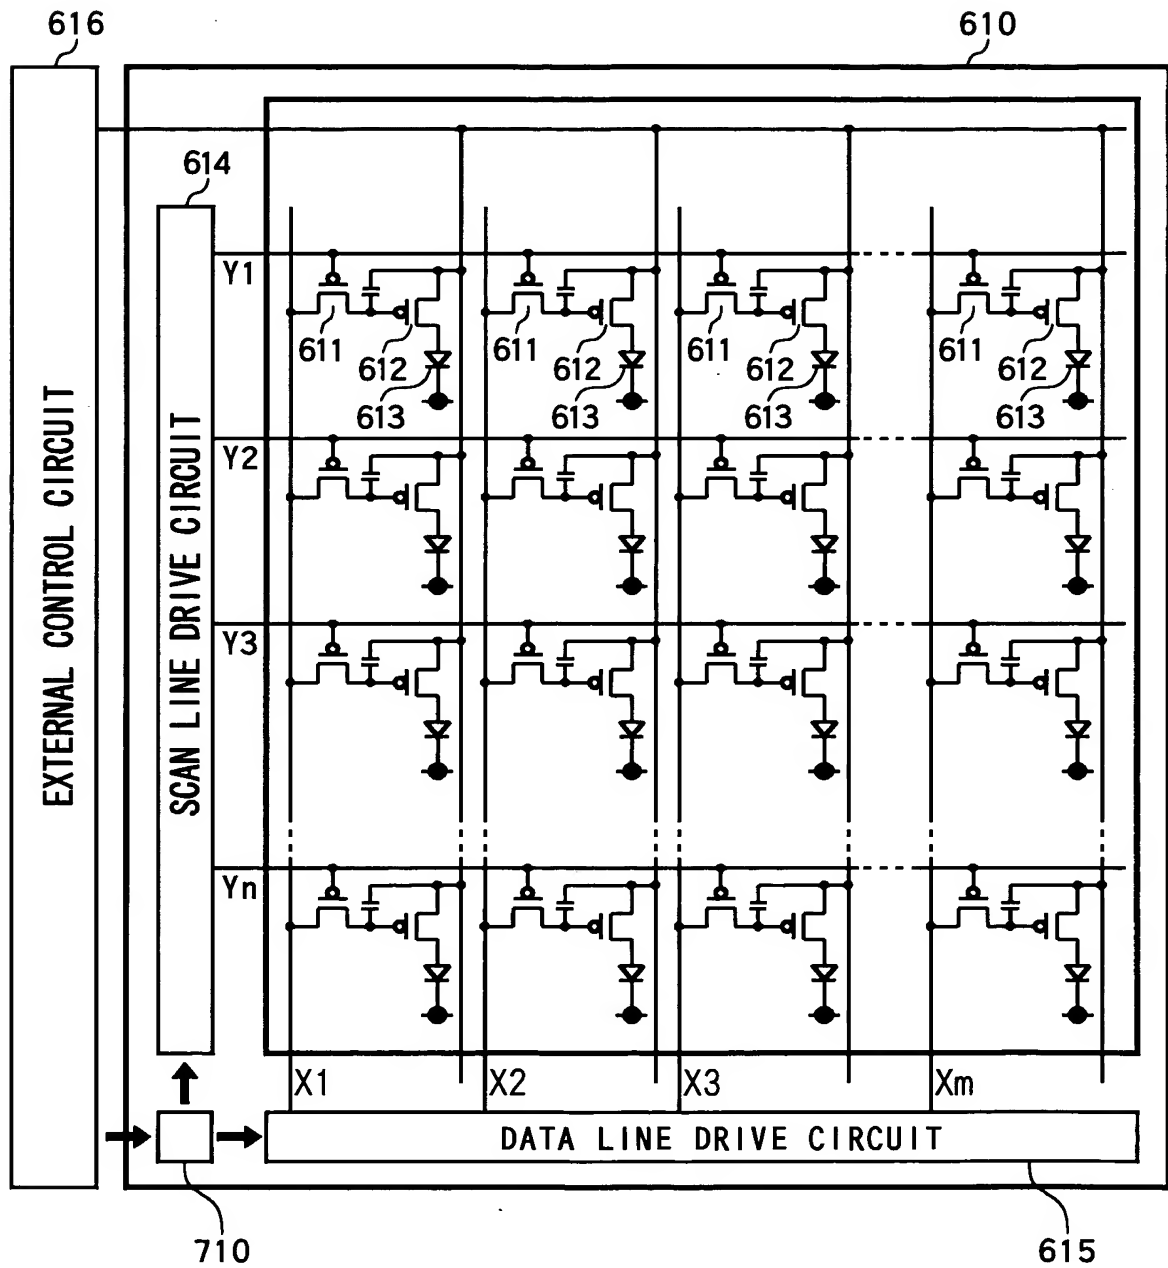 616
610
614
Y1
611
611
611
611
612
612
612
612
613
613
613
613
Y2
Y3
Yn
EXTERNAL CONTROL CIRCUIT
SCAN LINE DRIVE CIRCUIT
X1
X2
X3
Xm
DATA LINE DRIVE CIRCUIT
710
615